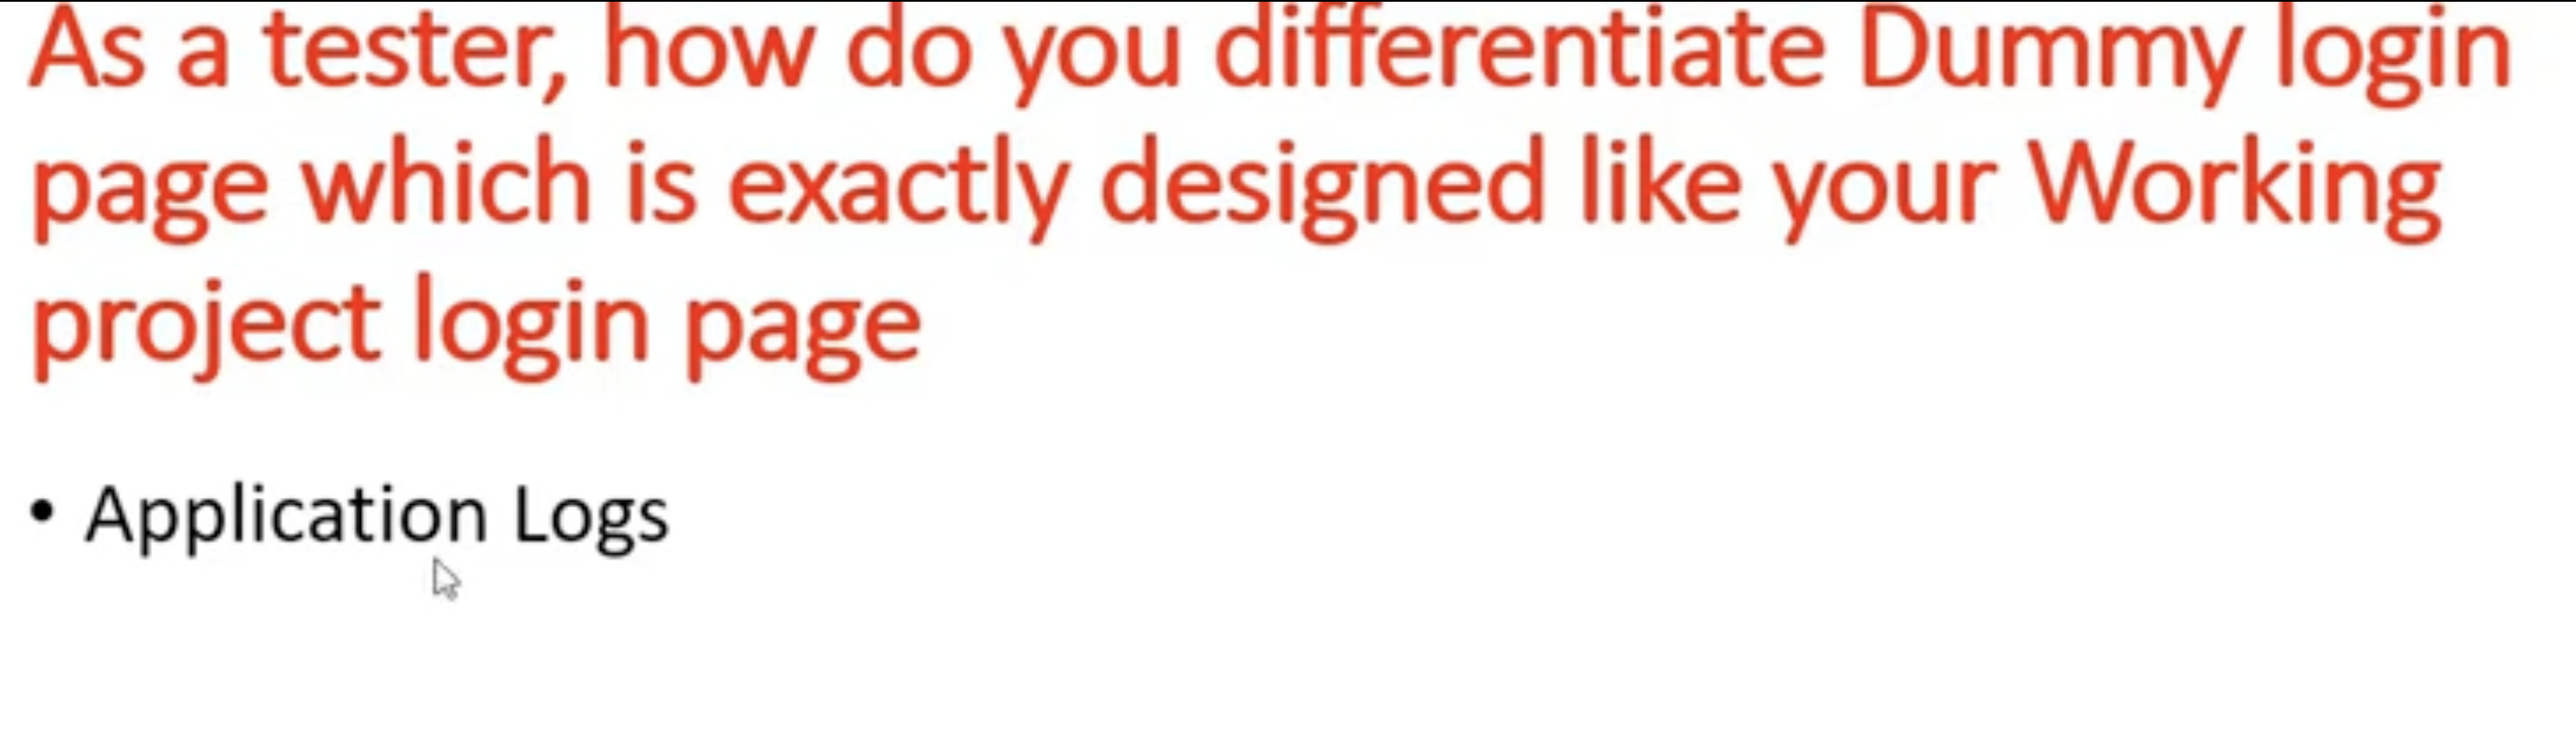 As a tester, how do you differentiate Dummy login
page which is exactly designed like your Working
project login page
• Application Logs